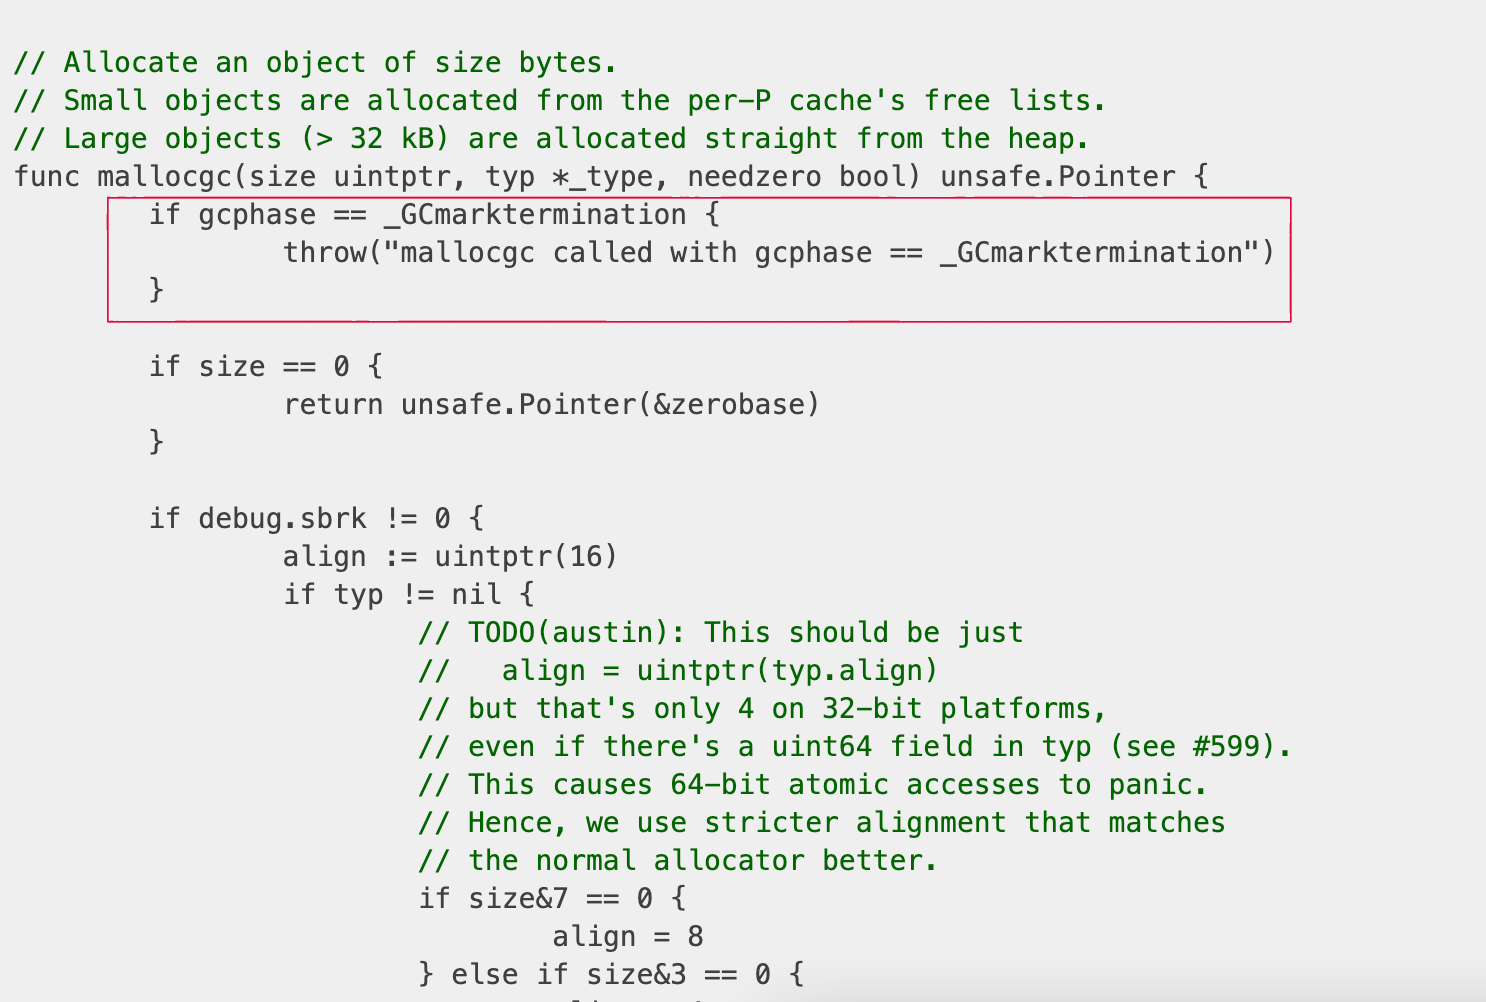 // Allocate an object of size bytes.
// Small objects are allocated from the per-P cache's free lists.
// Large objects (> 32 kB) are allocated straight from the heap.
func mallocgc(size uintptr, typ *_type, needzero bool) unsafe.Pointer {
if gcphase == _GCmarktermination {
throw("mallocgc called with gcphase == _GCmarktermination")
}
if size == 0 {
return unsafe.Pointer(&zerobase)
}
if debug.sbrk != 0 {
align := uintptr(16)
if typ != nil {
// TODO(austin): This should be just
//   align = uintptr(typ.align)
// but that's only 4 on 32-bit platforms,
// even if there's a uint64 field in typ (see #599).
// This causes 64-bit atomic accesses to panic.
// Hence, we use stricter alignment that matches
// the normal allocator better.
if size&7 == 0 {
align = 8
} else if size&3 == 0 {